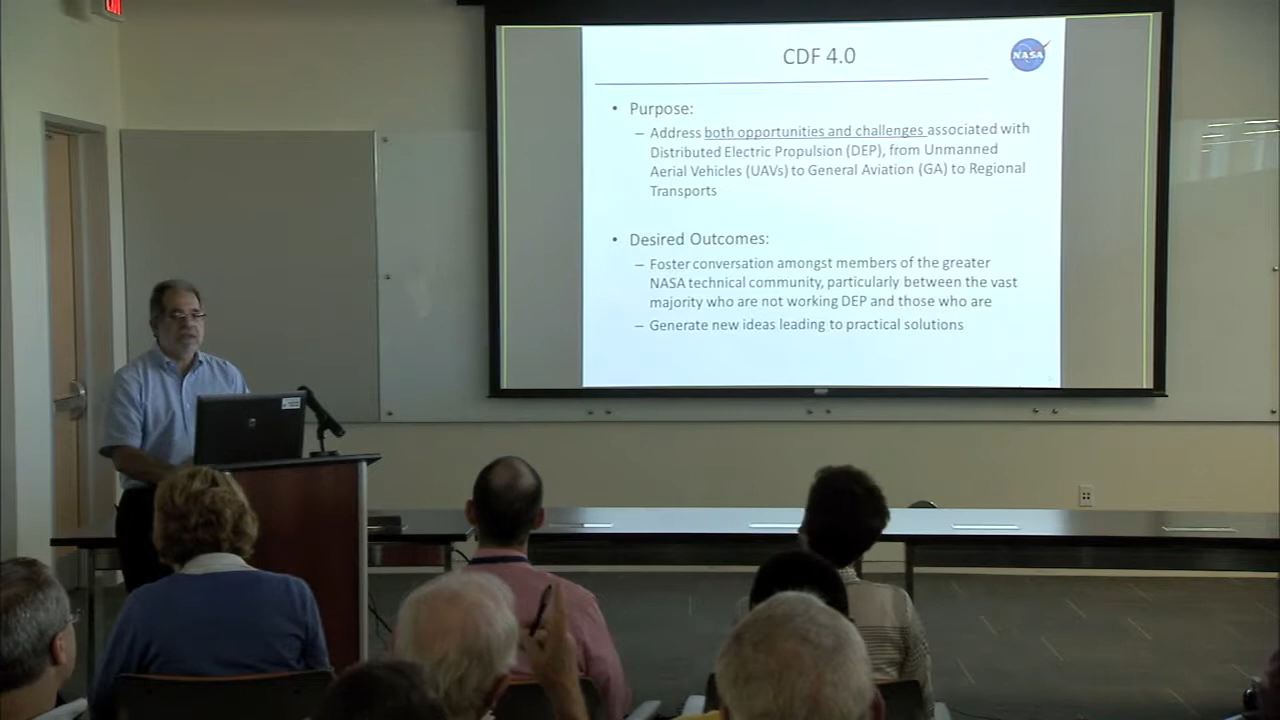 CDF 4.0
NASA
• Purpose:
– Address both opportunities and challenges associated with
Distributed Electric Propulsion (DEP), from Unmanned
Aerial Vehicles (UAVs) to General Aviation (GA) to Regional
Transports
• Desired Outcomes:
– Foster conversation amongst members of the greater
NASA technical community, particularly between the vast
majority who are not working DEP and those who are
– Generate new ideas leading to practical solutions